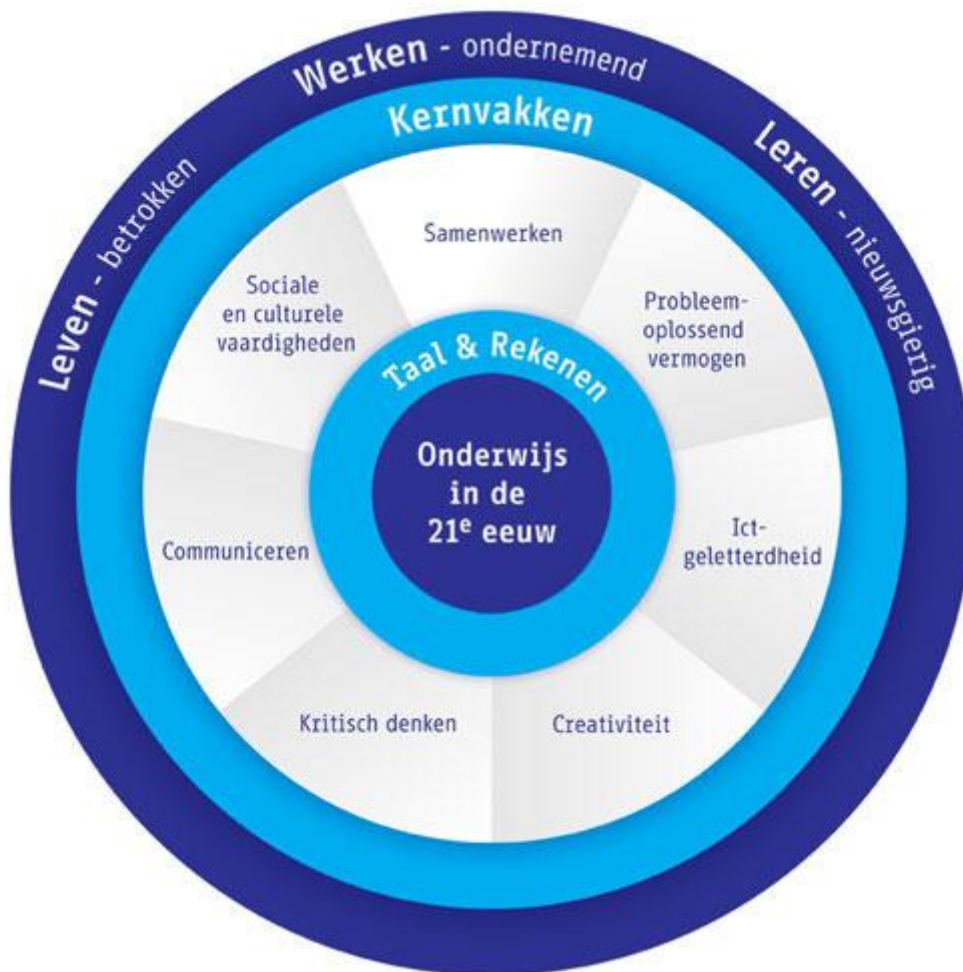 Werken - ondernemend
Leren - nieuwsgierig
Leven - betrokken
Kernvakken
Samenwerken
Probleem-
oplossend
vermogen
Ict-
geletterdheid
Creativiteit
Kritisch denken
Communiceren
Sociale
en culturele
vaardigheden
Taal & Rekenen
Onderwijs
in de
21e eeuw